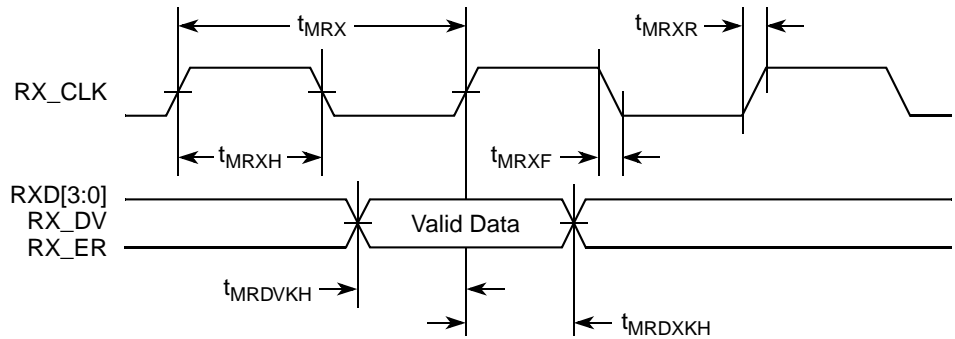 tMRX
tMRXR
RX_CLK
tMRXH
tMRXF
RXD[3:0]
RX_DV
Valid Data
RX_ER
tMRDVKH
tMRDXKH